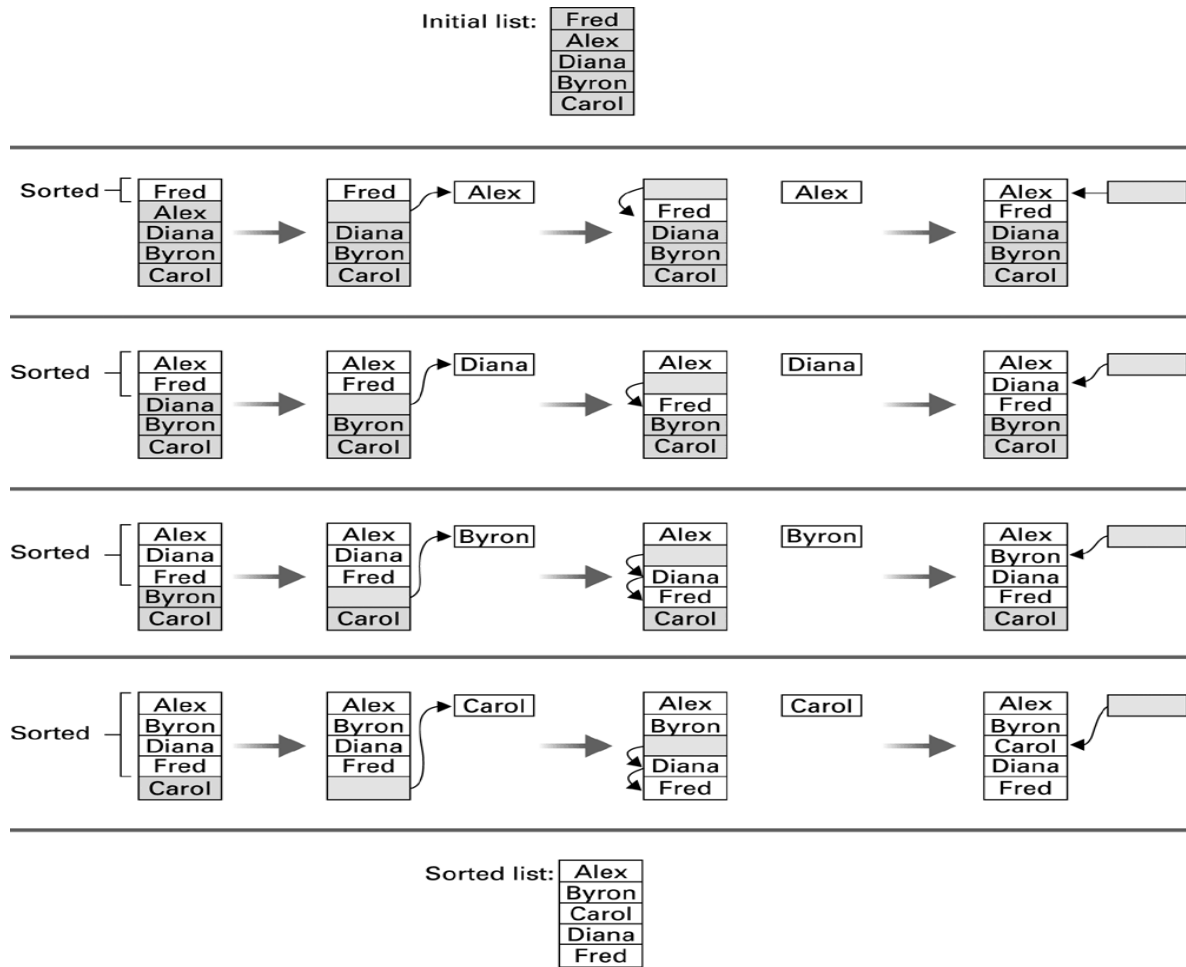 Initial list: Fred
Alex
Diana
Byron
Carol
Sorted Fred Fred Alex Alex Alex
Alex Fred Fred
Diana Diana Diana Diana
Byron Byron Byron Byron
Carol Carol Carol Carol
Sorted Alex Alex Diana Alex Diana Alex
Fred Fred Diana
Diana Fred Fred
Byron Byron Byron Byron
Carol Carol Carol Carol
Sorted Alex Alex Byron Alex Byron Alex
Diana Diana Byron
Fred Fred Diana Diana
Byron Fred Fred
Carol Carol Carol Carol
Sorted Alex Alex Carol Alex Carol Alex
Byron Byron Byron Byron
Diana Diana Carol
Fred Fred Diana Diana
Carol Fred Fred
Sorted list: Alex
Byron
Carol
Diana
Fred